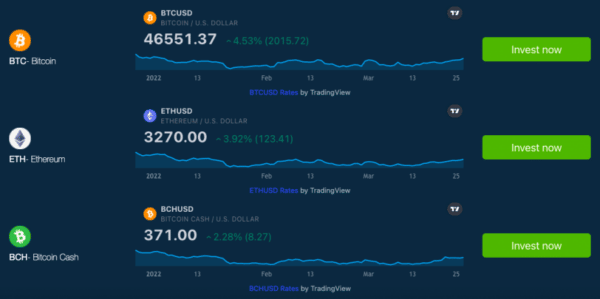 BTCUSD
BITCOIN / U.S. DOLLAR
46551.37 −4.53% (2015.72)
BTC- Bitcoin
Invest now
2022 13 Feb 13 Mar 13 25
BTCUSD Rates by TradingView
ETHUSD
ETHEREUM / U.S. DOLLAR
3270.00 −3.92% (123.41)
ETH- Ethereum
Invest now
2022 13 Feb 13 Mar 13 25
ETHUSD Rates by TradingView
BCHUSD
BITCOIN CASH / U.S. DOLLAR
371.00 −2.28% (8.27)
BCH- Bitcoin Cash
Invest now
2022 13 Feb 13 Mar 13 25
BCHUSD Rates by TradingView